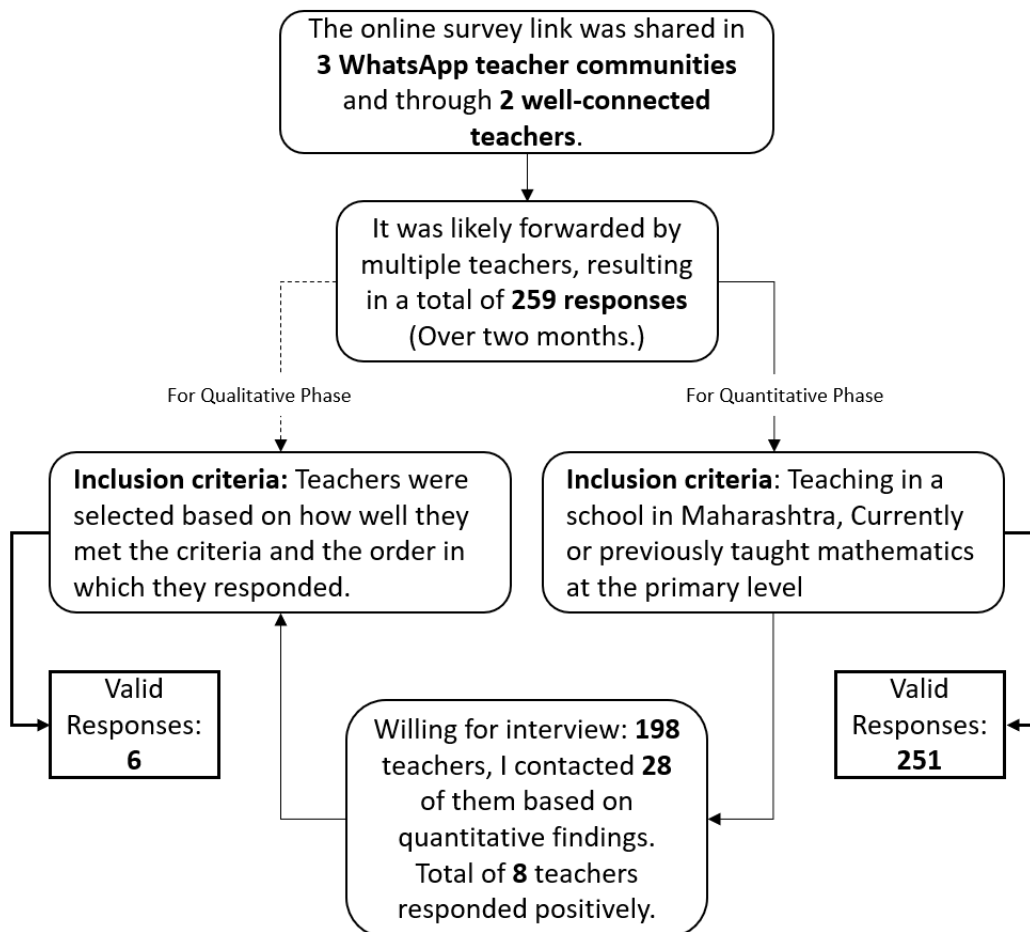 The online survey link was shared in
3 WhatsApp teacher communities
and through 2 well-connected
teachers.
It was likely forwarded by
multiple teachers, resulting
in a total of 259 responses
(Over two months.)
For Qualitative Phase
For Quantitative Phase
Inclusion criteria: Teachers were
selected based on how well they
met the criteria and the order in
which they responded.
Inclusion criteria: Teaching in a
school in Maharashtra, Currently
or previously taught mathematics
at the primary level
Valid
Responses:
6
Willing for interview: 198
teachers, I contacted 28
of them based on
quantitative findings.
Total of 8 teachers
responded positively.
Valid
Responses:
251